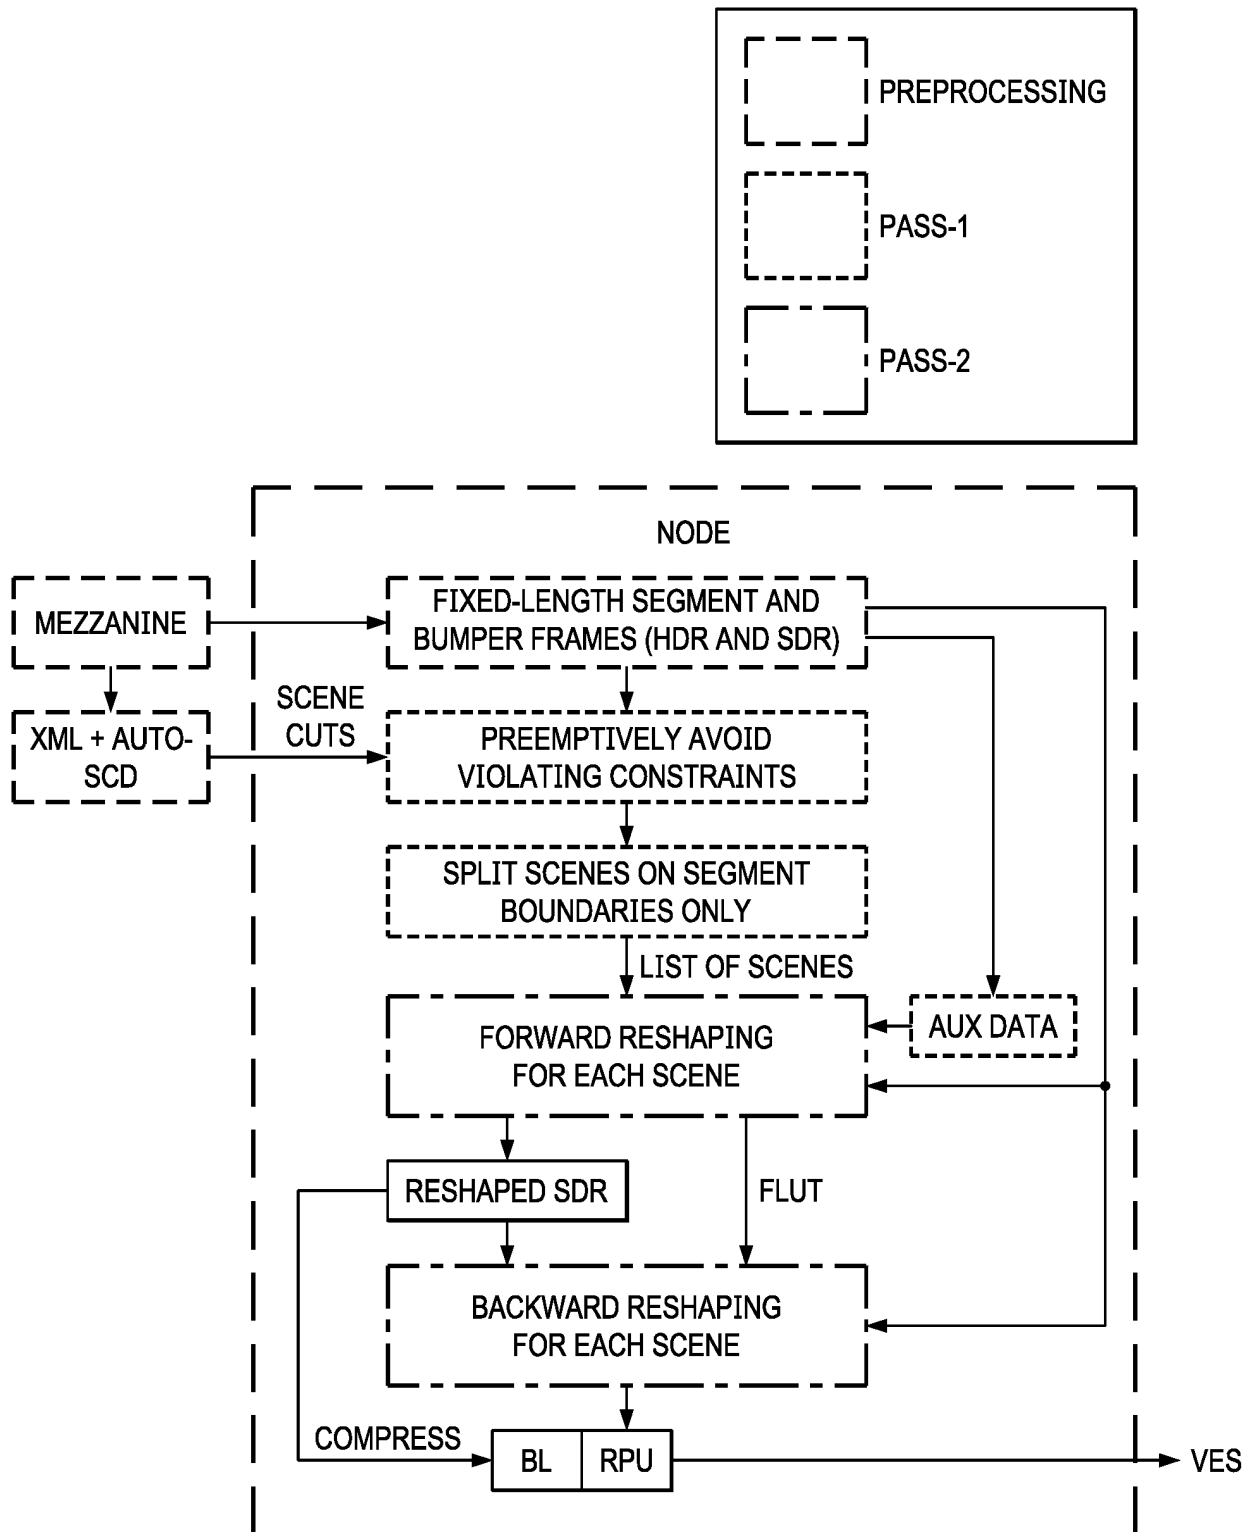 PREPROCESSING
PASS-1
PASS-2
NODE
MEZZANINE
FIXED-LENGTH SEGMENT AND
BUMPER FRAMES (HDR AND SDR)
XML + AUTO-
SCD
SCENE
CUTS
PREEMPTIVELY AVOID
VIOLATING CONSTRAINTS
SPLIT SCENES ON SEGMENT
BOUNDARIES ONLY
LIST OF SCENES
FORWARD RESHAPING
FOR EACH SCENE
AUX DATA
RESHAPED SDR
FLUT
BACKWARD RESHAPING
FOR EACH SCENE
COMPRESS
BL
RPU
VES